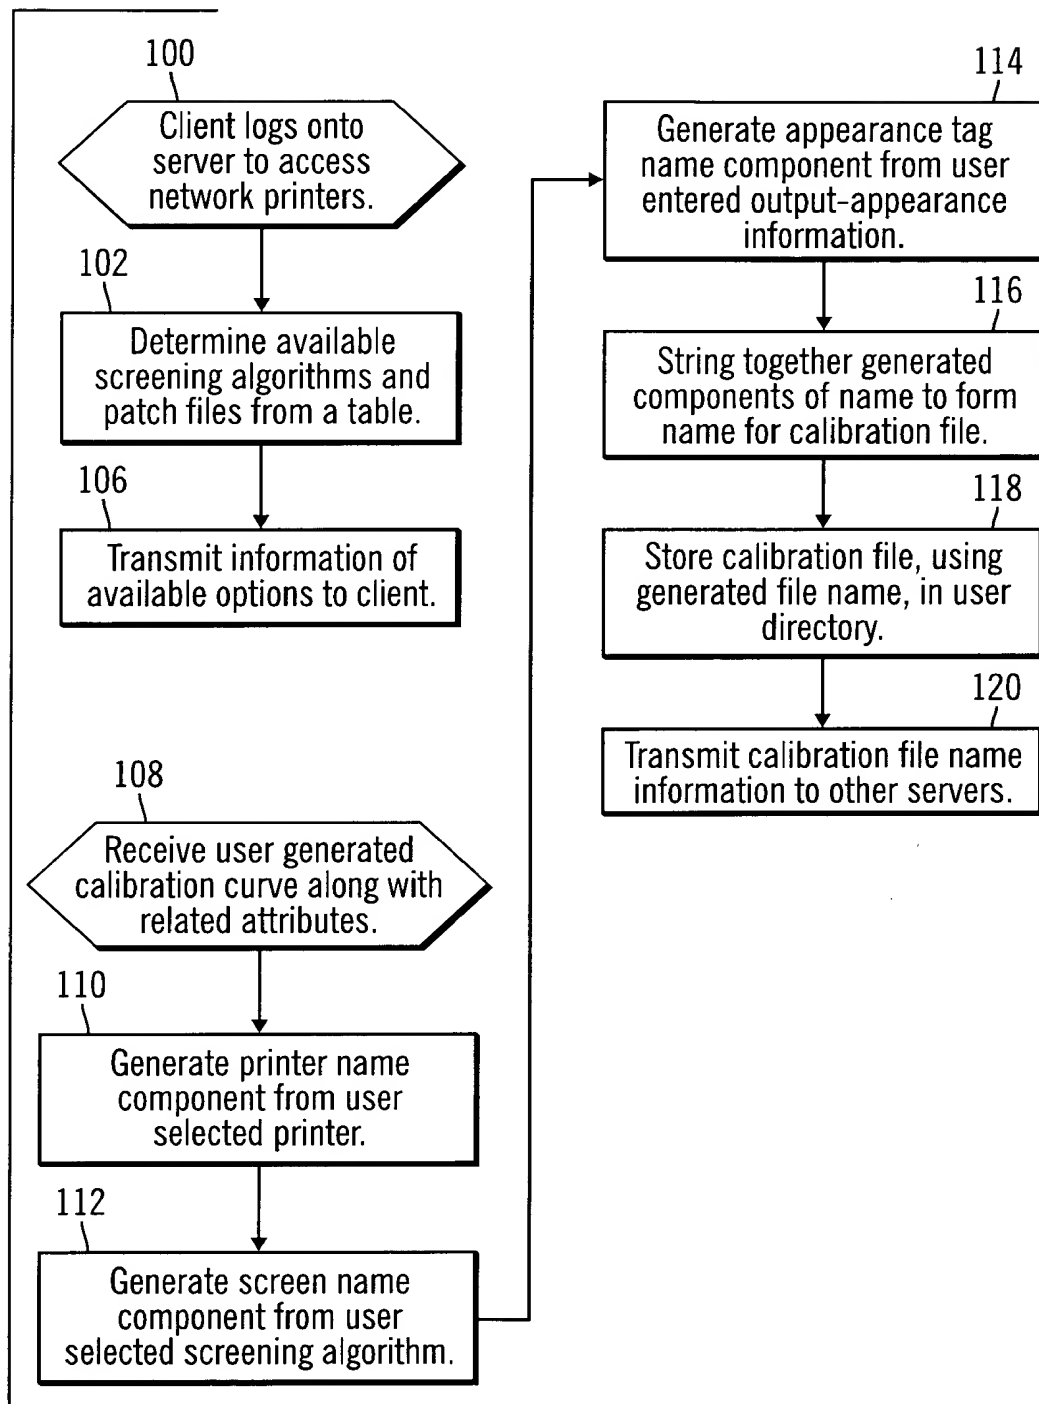 100
Client logs onto
server to access
network printers.
102
Determine available
screening algorithms and
patch files from a table.
106
Transmit information of
available options to client.
108
Receive user generated
calibration curve along with
related attributes.
110
Generate printer name
component from user
selected printer.
112
Generate screen name
component from user
selected screening algorithm.
114
Generate appearance tag
name component from user
entered output-appearance
information.
116
String together generated
components of name to form
name for calibration file.
118
Store calibration file, using
generated file name, in user
directory.
120
Transmit calibration file name
information to other servers.